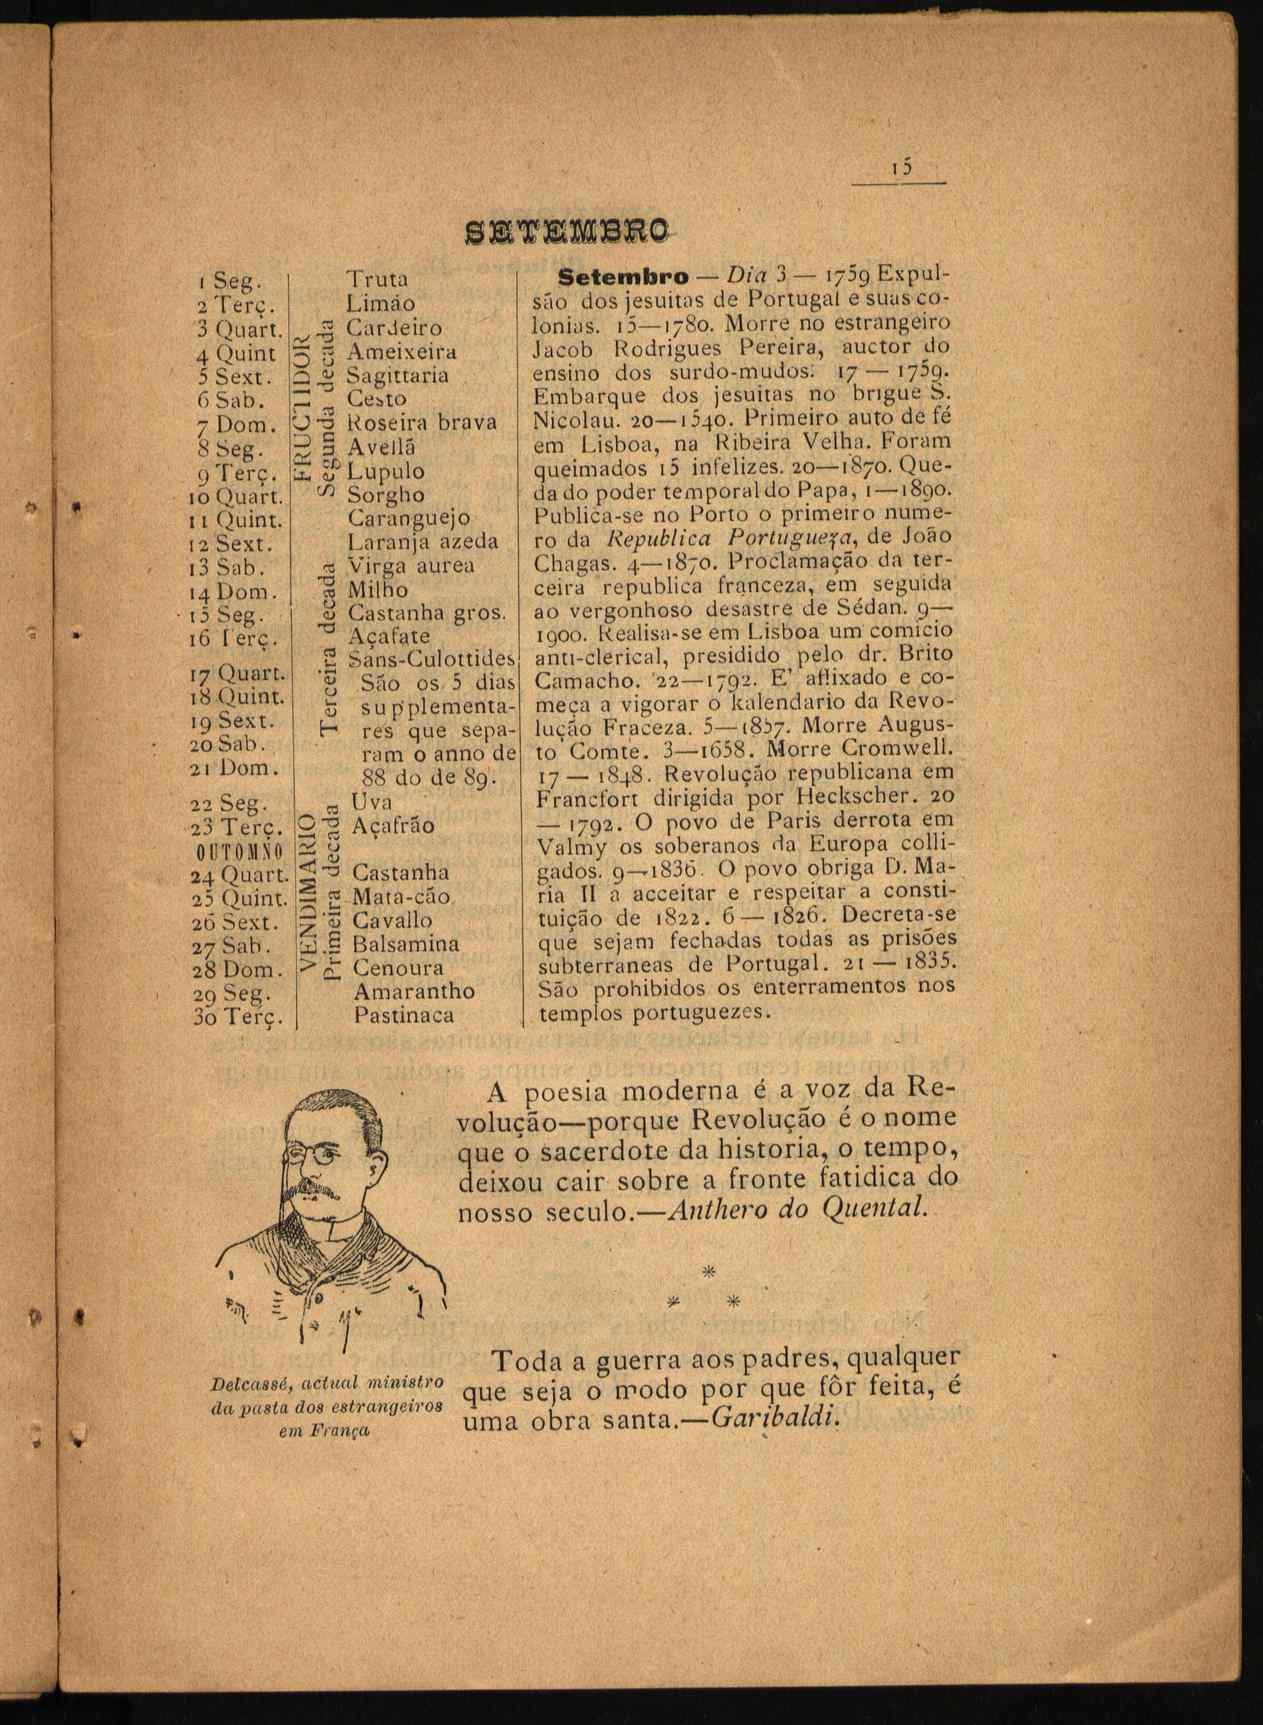 15
SETEMBRO
1 Seg.
2 Terç.
3 Quart.
4 Quint
5 Sext.
6 Sab.
7 Dom.
8 Seg.
9 Terç.
10 Quart.
11 Quint.
12 Sext.
13 Sab.
14 Dom.
15 Seg.
16 Terç.
17 Quart.
18 Quint.
19 Sext.
20 Sab.
21 Dom.
22 Seg.
23 Terç.
OUTOMNO
24 Quart.
25 Quint.
26 Sext.
27 Sab.
28 Dom.
29 Seg.
30 Terç.
FRUCTIDOR
Segunda decada
Terceira decada
VENDIMARIO
Primeira decada
Truta
Limão
Cardeiro
Ameixeira
Sagittaria
Cesto
Roseira brava
Avellã
Lupulo
Sorgho
Caranguejo
Laranja azeda
Virga aurea
Milho
Castanha gros.
Açafate
Sans-Culottides
São os 5 dias
supplementa-
res que sepa-
ram o anno de
88 do de 89.
Uva
Açafrão
Castanha
Mata-cão
Cavallo
Balsamina
Cenoura
Amarantho
Pastinaca
Setembro — Dia 3 — 1759 Expul-
são dos jesuitas de Portugal e suas co-
lonias. 15—1780. Morre no estrangeiro
Jacob Rodrigues Pereira, auctor do
ensino dos surdo-mudos. 17 — 1759.
Embarque dos jesuitas no brigue S.
Nicolau. 20—1540. Primeiro auto de fé
em Lisboa, na Ribeira Velha. Foram
queimados 15 infelizes. 20—1870. Que-
da do poder temporal do Papa, 1—1890.
Publica-se no Porto o primeiro nume-
ro da Republica Portugueza, de João
Chagas. 4—1870. Proclamação da ter-
ceira republica franceza, em seguida
ao vergonhoso desastre de Sédan. 9—
1900. Realisa-se em Lisboa um comicio
anti-clerical, presidido pelo dr. Brito
Camacho. 22—1792. E' affixado e co-
meça a vigorar o kalendario da Revo-
lução Fraceza. 5—1857. Morre Augus-
to Comte. 3—1658. Morre Cromwell.
17 — 1848. Revolução republicana em
Francfort dirigida por Heckscher. 20
— 1792. O povo de Paris derrota em
Valmy os soberanos da Europa colli-
gados. 9—1836. O povo obriga D. Ma-
ria II a acceitar e respeitar a consti-
tuição de 1822. 6 — 1826. Decreta-se
que sejam fechadas todas as prisões
subterraneas de Portugal. 21 — 1835.
São prohibidos os enterramentos nos
templos portuguezes.
A poesia moderna é a voz da Re-
volução—porque Revolução é o nome
que o sacerdote da historia, o tempo,
deixou cair sobre a fronte fatidica do
nosso seculo.—Anthero do Quental.
*
* *
Toda a guerra aos padres, qualquer
que seja o modo por que fôr feita, é
uma obra santa.—Garibaldi.
Delcassé, actual ministro
da pasta dos estrangeiros
em França